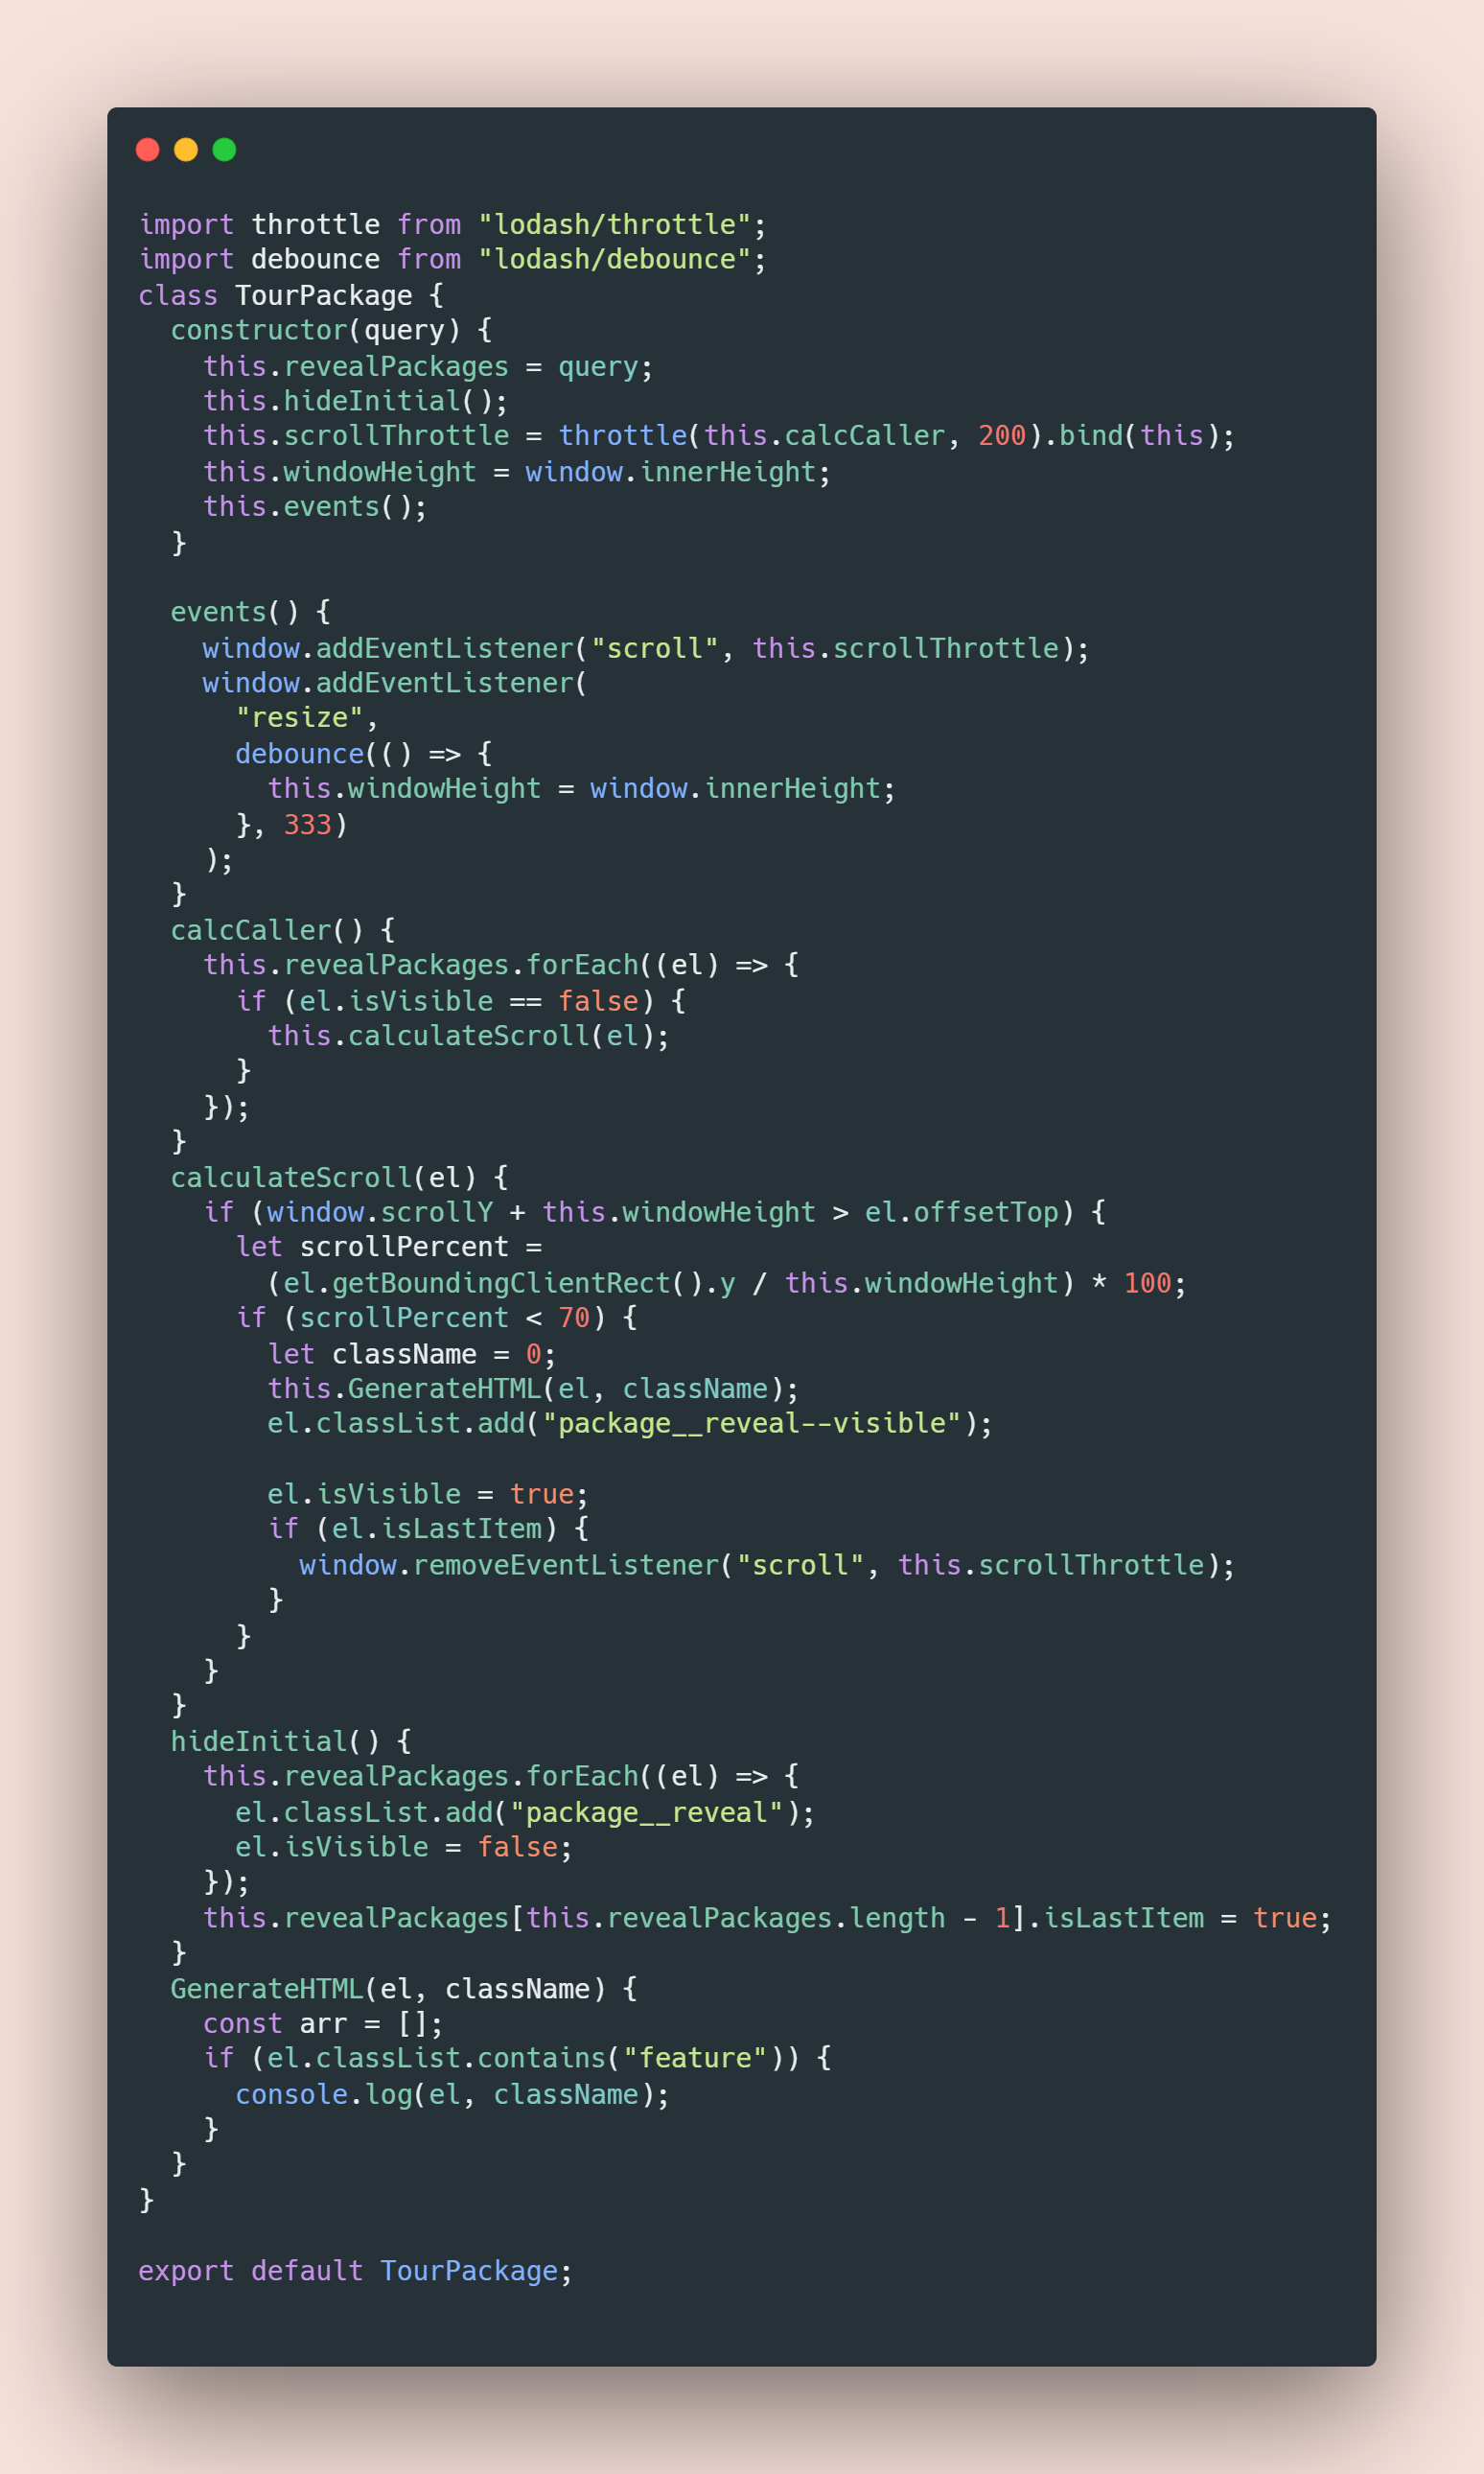 import throttle from "lodash/throttle";
import debounce from "lodash/debounce";
class TourPackage {
  constructor(query) {
    this.revealPackages = query;
    this.hideInitial();
    this.scrollThrottle = throttle(this.calcCaller, 200).bind(this);
    this.windowHeight = window.innerHeight;
    this.events();
  }

  events() {
    window.addEventListener("scroll", this.scrollThrottle);
    window.addEventListener(
      "resize",
      debounce(() => {
        this.windowHeight = window.innerHeight;
      }, 333)
    );
  }
  calcCaller() {
    this.revealPackages.forEach((el) => {
      if (el.isVisible == false) {
        this.calculateScroll(el);
      }
    });
  }
  calculateScroll(el) {
    if (window.scrollY + this.windowHeight > el.offsetTop) {
      let scrollPercent =
        (el.getBoundingClientRect().y / this.windowHeight) * 100;
      if (scrollPercent < 70) {
        let className = 0;
        this.GenerateHTML(el, className);
        el.classList.add("package__reveal--visible");

        el.isVisible = true;
        if (el.isLastItem) {
          window.removeEventListener("scroll", this.scrollThrottle);
        }
      }
    }
  }
  hideInitial() {
    this.revealPackages.forEach((el) => {
      el.classList.add("package__reveal");
      el.isVisible = false;
    });
    this.revealPackages[this.revealPackages.length - 1].isLastItem = true;
  }
  GenerateHTML(el, className) {
    const arr = [];
    if (el.classList.contains("feature")) {
      console.log(el, className);
    }
  }
}

export default TourPackage;